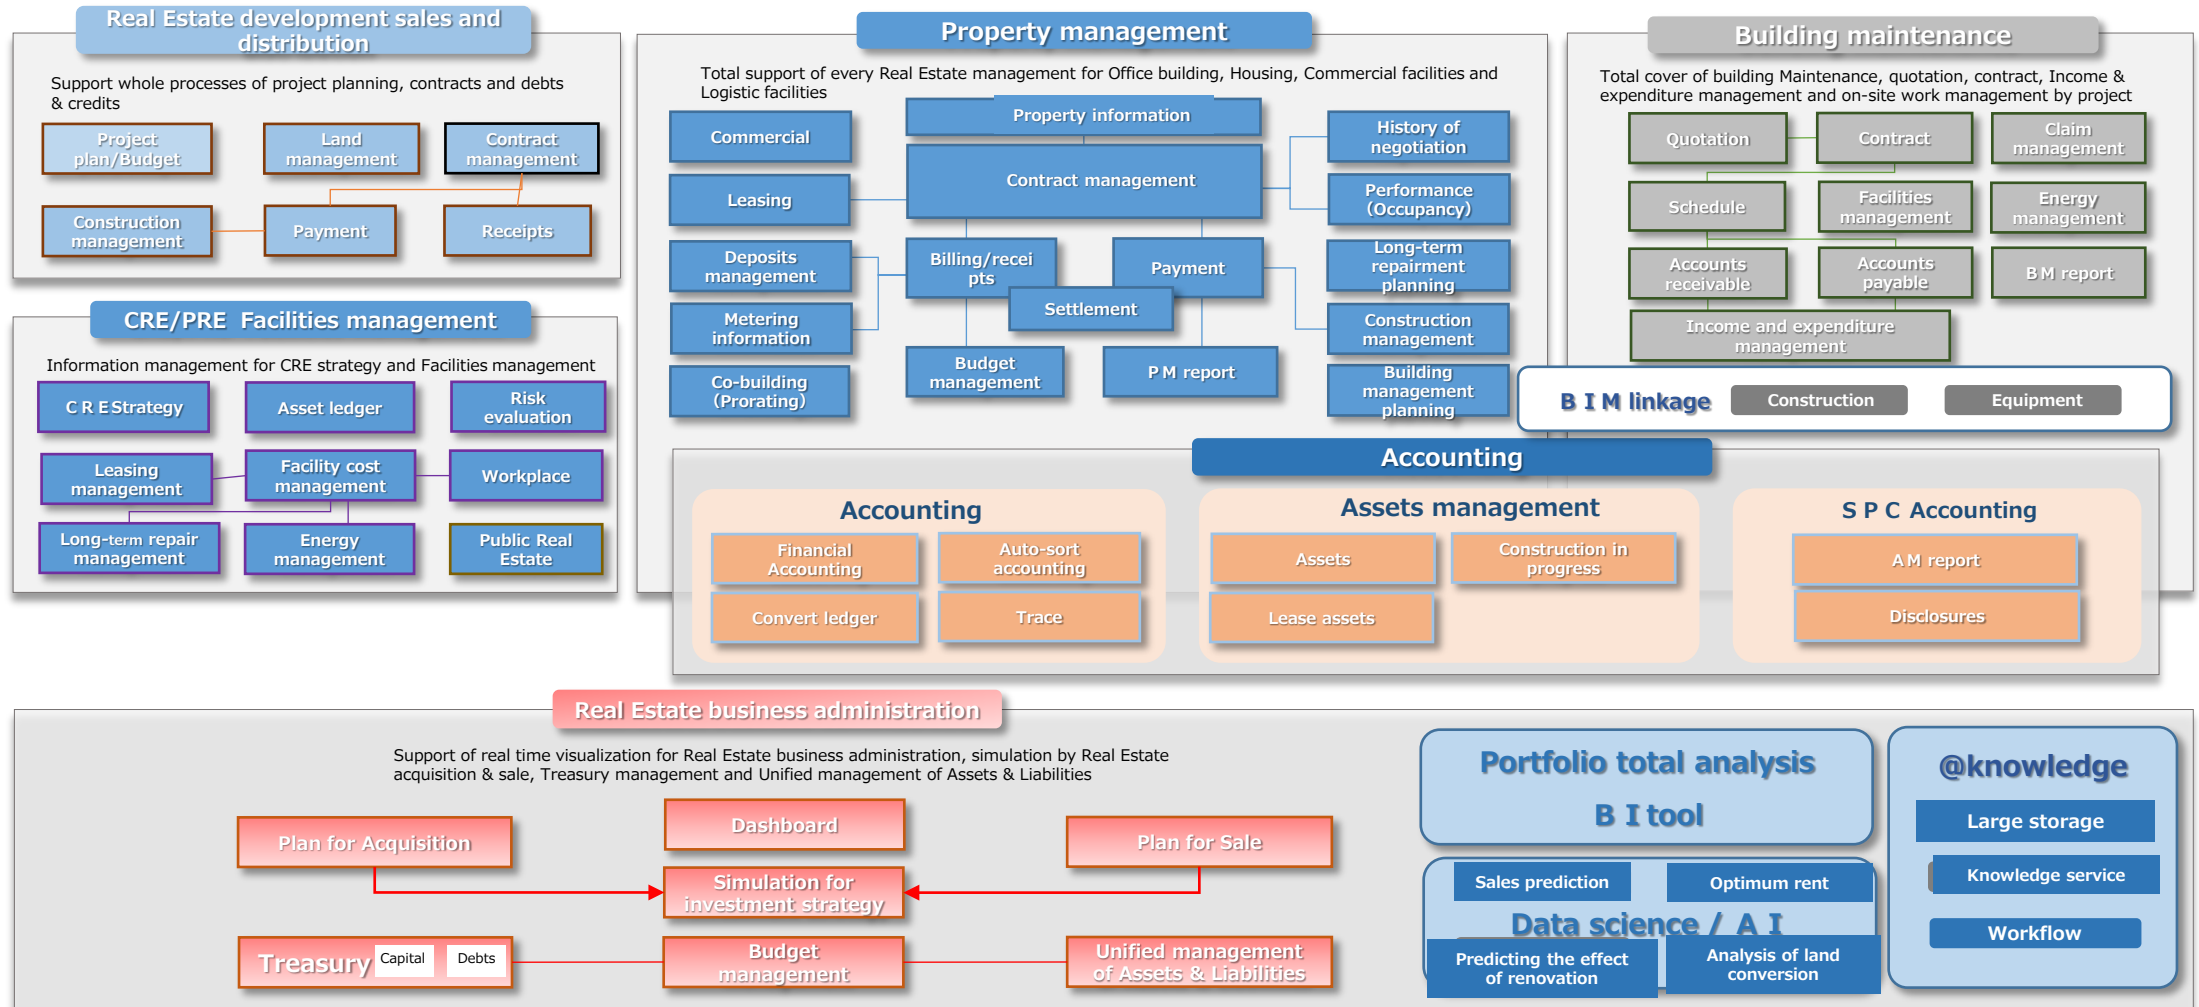 Real Estate development sales and
distribution
Support whole processes of project planning, contracts and debts
& credits
Project
plan/Budget
Land
management
Contract
management
Construction
management
Payment
Receipts
CRE/PRE Facilities management
Information management for CRE strategy and Facilities management
C R E Strategy
Asset ledger
Risk
evaluation
Leasing
management
Facility cost
management
Workplace
Long-term repair
management
Energy
management
Public Real
Estate
Property management
Total support of every Real Estate management for Office building, Housing, Commercial facilities and
Logistic facilities
Commercial
Property information
History of
negotiation
Contract management
Leasing
Performance
(Occupancy)
Deposits
management
Billing/recei
pts
Payment
Long-term
repairment
planning
Settlement
Metering
information
Construction
management
Budget
management
P M report
Co-building
(Prorating)
Building
management
planning
Building maintenance
Total cover of building Maintenance, quotation, contract, Income &
expenditure management and on-site work management by project
Quotation
Contract
Claim
management
Schedule
Facilities
management
Energy
management
Accounts
receivable
Accounts
payable
B M report
Income and expenditure
management
B I M linkage
Construction
Equipment
Accounting
Accounting
Financial
Accounting
Auto-sort
accounting
Convert ledger
Trace
Assets management
Assets
Construction in
progress
Lease assets
S P C Accounting
A M report
Disclosures
Real Estate business administration
Support of real time visualization for Real Estate business administration, simulation by Real Estate
acquisition & sale, Treasury management and Unified management of Assets & Liabilities
Plan for Acquisition
Dashboard
Plan for Sale
Simulation for
investment strategy
Treasury
Capital
Debts
Budget
management
Unified management
of Assets & Liabilities
Portfolio total analysis
B I tool
Sales prediction
Optimum rent
Data science / A I
Predicting the effect
of renovation
Analysis of land
conversion
@knowledge
Large storage
Knowledge service
Workflow